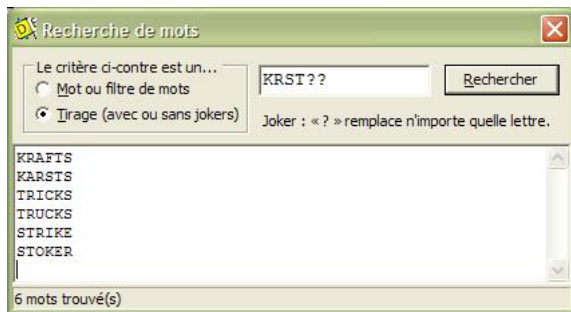 Recherche de mots
Le critère ci-contre est un...
Mot ou filtre de mots
Tirage (avec ou sans jokers)
KRST??
Rechercher
Joker : « ? » remplace n'importe quelle lettre.
KRAFTS
KARSTS
TRICKS
TRUCKS
STRIKE
STOKER
6 mots trouvé(s)